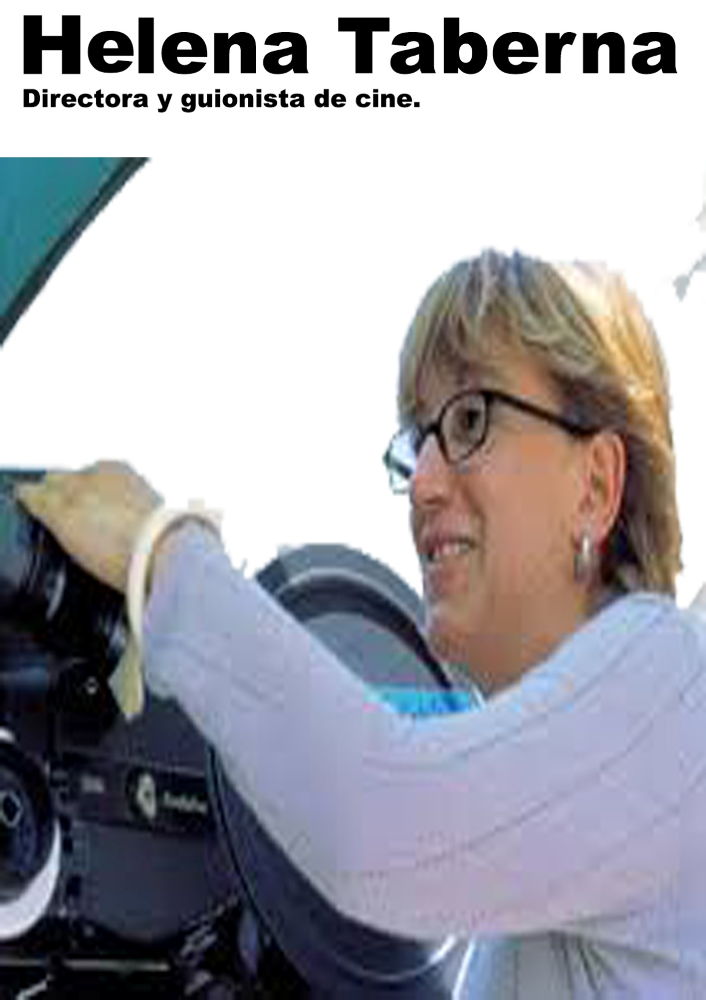 Helena Taberna
Directora y guionista de cine.